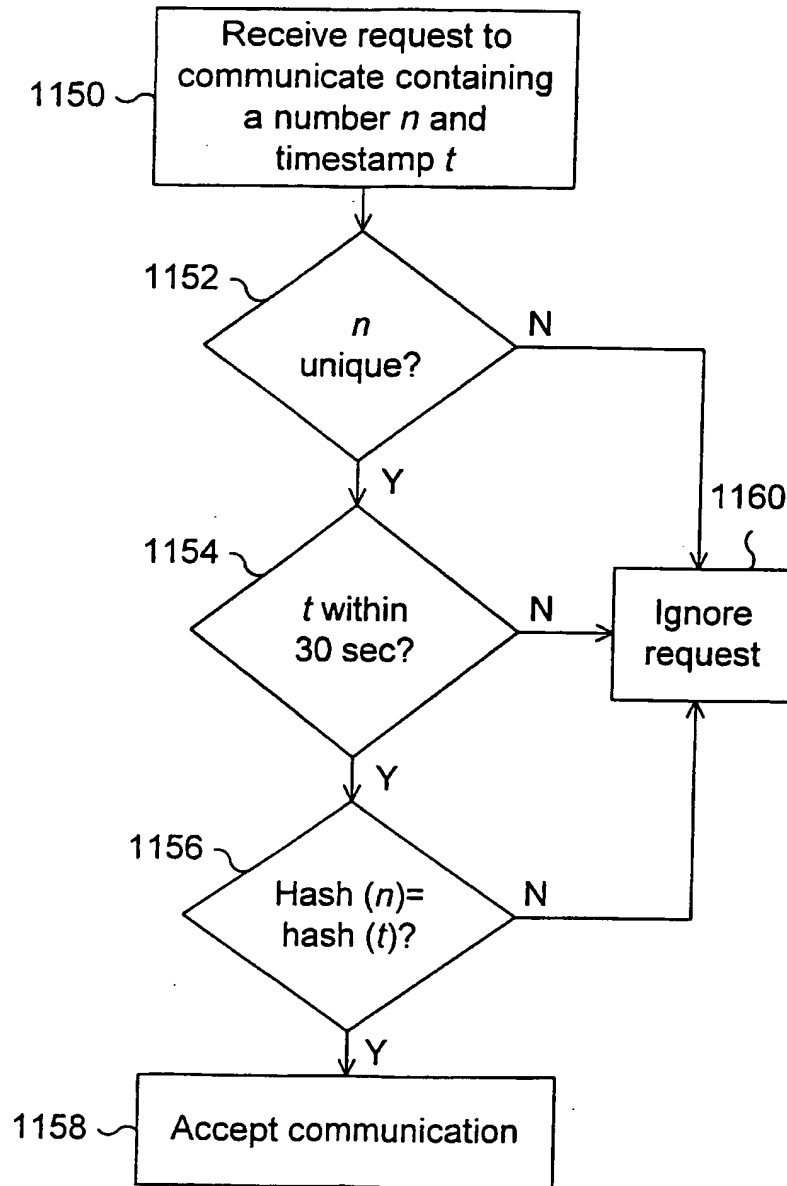 Receive request to
communicate containing
a number n and
timestamp t
1150
1152
n
unique?
N
Y
1160
1154
t within
30 sec?
N
Ignore
request
Y
1156
Hash (n)=
hash (t)?
N
Y
1158
Accept communication